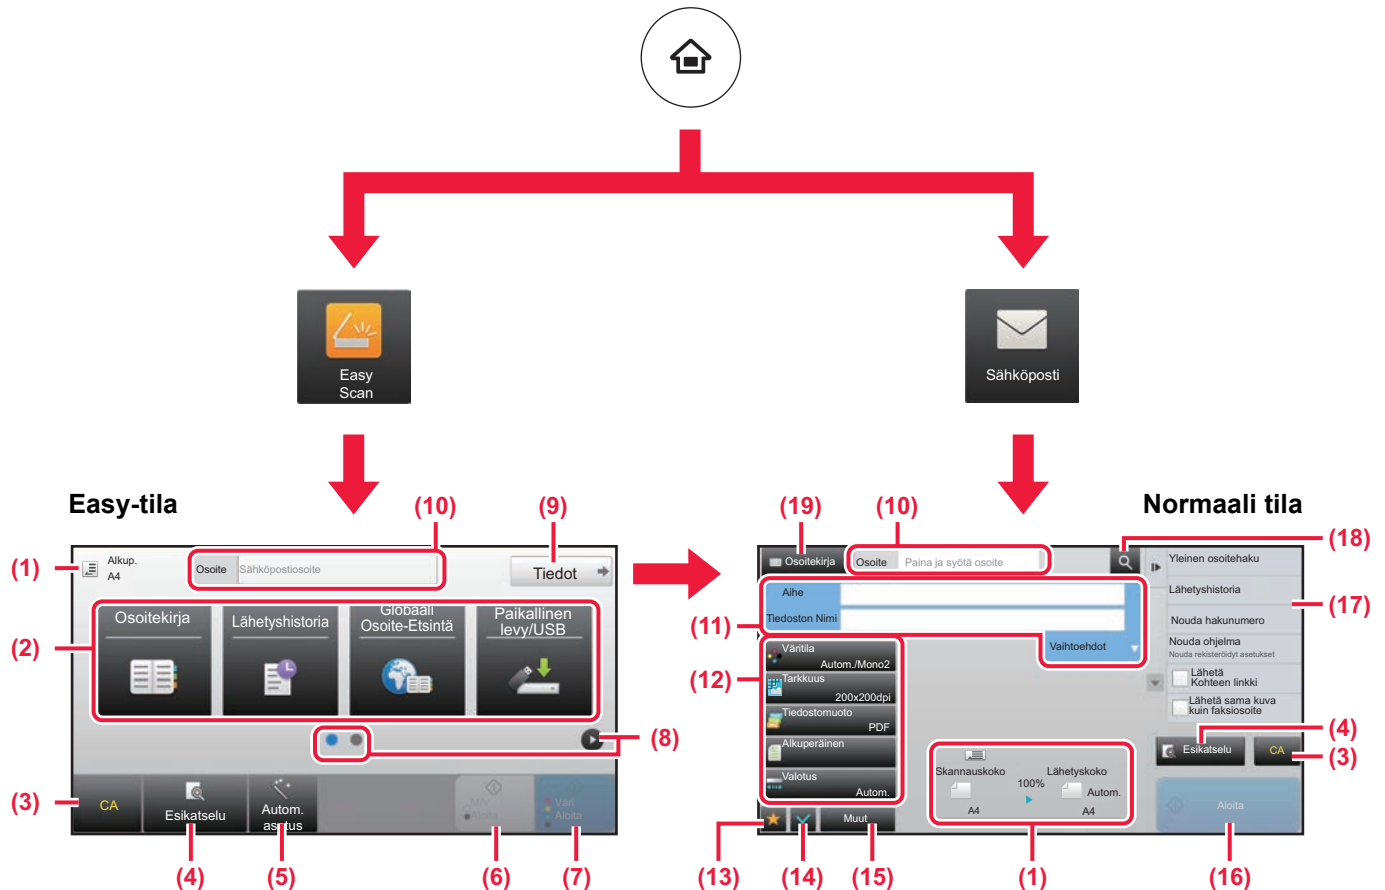 Easy
Scan
Sähköposti
Easy-tila
Normaali tila
(10)
(9)
(19)
(10)
(18)
(1)
Alkup.
A4
Osoite
Sähköpostiosoite
Tiedot
(2)
Osoitekirja
Lähetyshistoria
Globaali
Osoite-Etsintä
Paikallinen
levy/USB
(8)
(3)
CA
Esikatselu
Autom.
asetus
Väri
Aloita
(4)
(5)
(6)
(7)
Osoitekirja
Osoite
Paina ja syötä osoite
Aihe
Tiedoston Nimi
(11)
Vaihtoehdot
(12)
Väritila
Autom./Mono2
Tarkkuus
200x200dpi
Tiedostomuoto
PDF
Alkuperäinen
Valotus
Autom.
Muut
Skannauskoko
A4
100%
Lähetyskoko
Autom.
A4
Yleinen osoitehaku
Lähetyshistoria
(17)
Nouda hakunumero
Nouda ohjelma
Nouda rekisteröidyt asetukset
Lähetä
Kohteen linkki
Lähetä sama kuva
kuin faksiosoite
(4)
Esikatselu
CA
(3)
Aloita
(13)
(14)
(15)
(1)
(16)